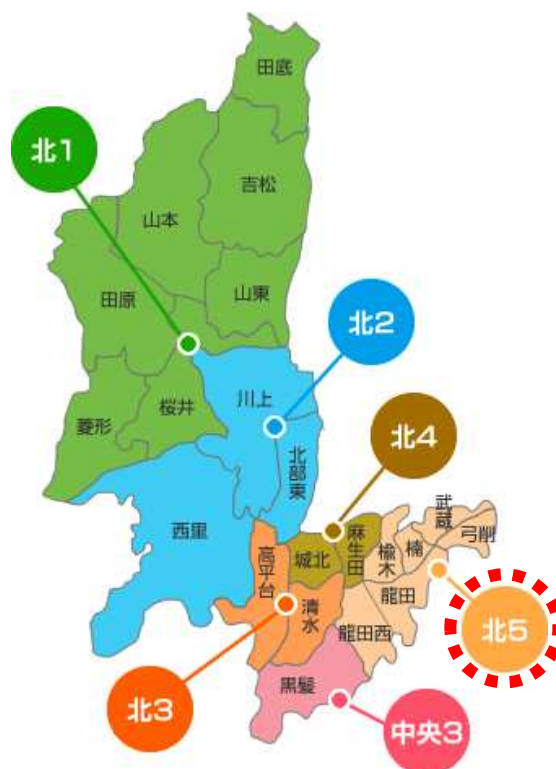 田底
北1
吉松
山本
田原
山東
北2
川上
菱形
桜井
北4
北部東
西里
高平台
城北
麻生田
楡木
楠
武蔵
弓削
清水
龍田
龍田西
北5
北3
黒髪
中央3